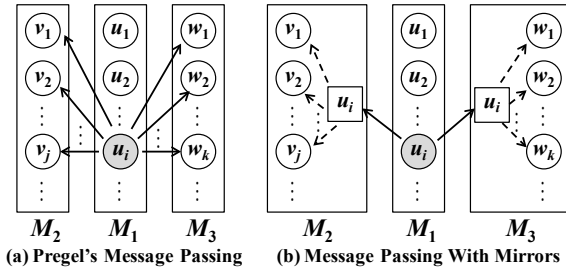 v1 u1 w1 v1 u1 w1
v2 u2 w2 v2 u2 w2
ui ui
vj ui wk vj ui wk
M2 M1 M3 M2 M1 M3
(a) Pregel's Message Passing (b) Message Passing With Mirrors